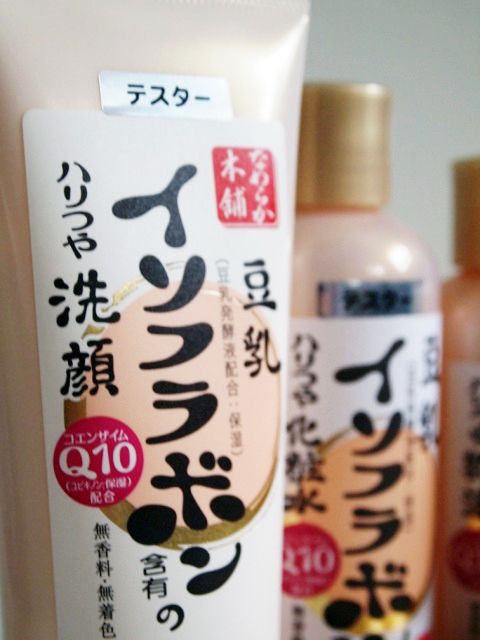 テスター
なめらか
本舗
豆乳
(豆乳発酵液配合:保湿)
イソフラボン
含有の
ハリつや
洗顔
コエンザイム
Q10
(ユビキノン:保湿)
配合
無香料・無着色
テスター
豆乳
イソフラボ
ハリつや化粧水
Q10